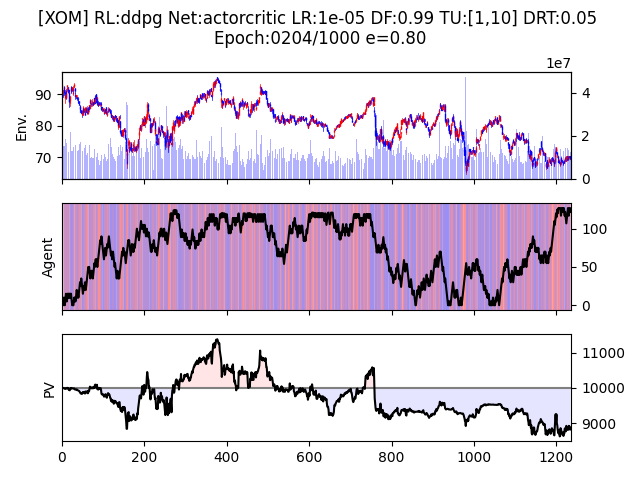 [XOM] RL:ddpg Net:actorcritic LR:1e-05 DF:0.99 TU:[1,10] DRT:0.05
Epoch:0204/1000 e=0.80
1e7
Env.
90
80
70
4
2
0
Agent
100
50
0
PV
11000
10000
9000
0 200 400 600 800 1000 1200